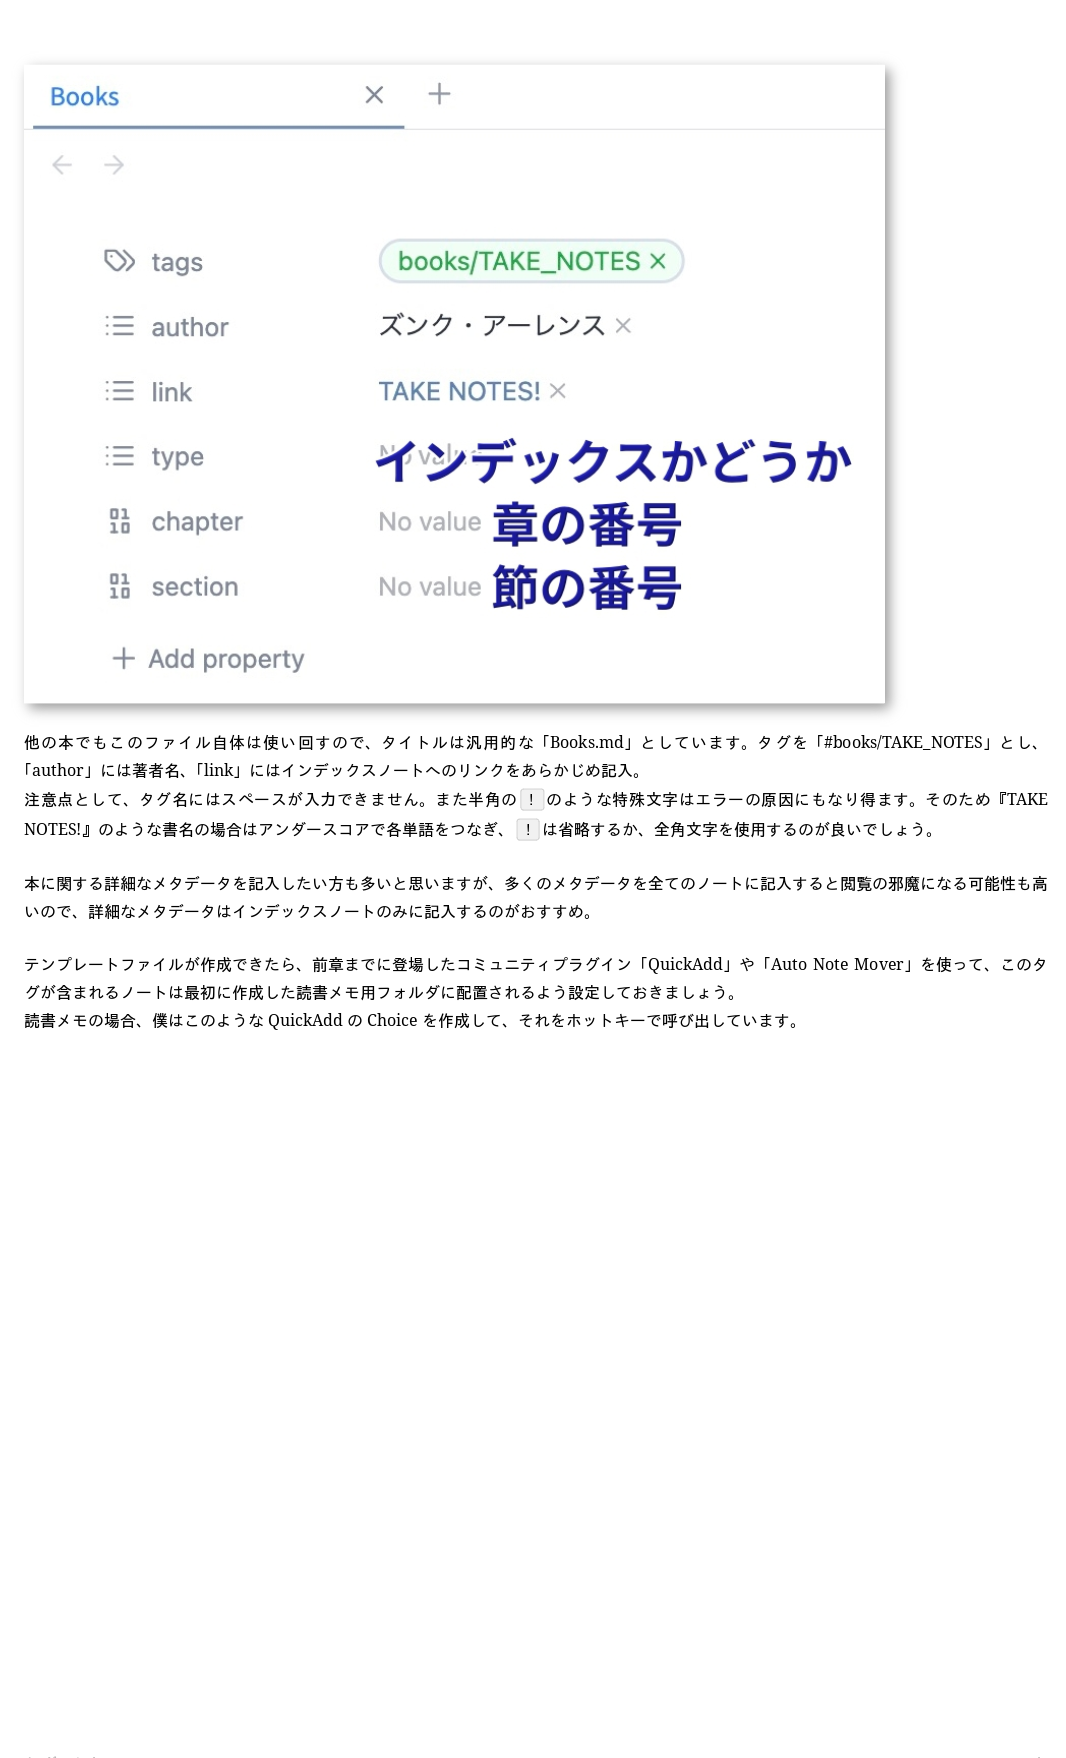 Books
tags books/TAKE_NOTES
author ズンク・アーレンス
link TAKE NOTES!
type インデックスかどうか
chapter No value 章の番号
section No value 節の番号
Add property
他の本でもこのファイル自体は使い回すので、タイトルは汎用的な「Books.md」としています。タグを「#books/TAKE_NOTES」とし、
「author」には著者名、「link」にはインデックスノートへのリンクをあらかじめ記入。
注意点として、タグ名にはスペースが入力できません。また半角の ! のような特殊文字はエラーの原因にもなり得ます。そのため『TAKE
NOTES!』のような書名の場合はアンダースコアで各単語をつなぎ、 ! は省略するか、全角文字を使用するのが良いでしょう。
本に関する詳細なメタデータを記入したい方も多いと思いますが、多くのメタデータを全てのノートに記入すると閲覧の邪魔になる可能性も高
いので、詳細なメタデータはインデックスノートのみに記入するのがおすすめ。
テンプレートファイルが作成できたら、前章までに登場したコミュニティプラグイン「QuickAdd」や「Auto Note Mover」を使って、このタ
グが含まれるノートは最初に作成した読書メモ用フォルダに配置されるよう設定しておきましょう。
読書メモの場合、僕はこのような QuickAdd の Choice を作成して、それをホットキーで呼び出しています。